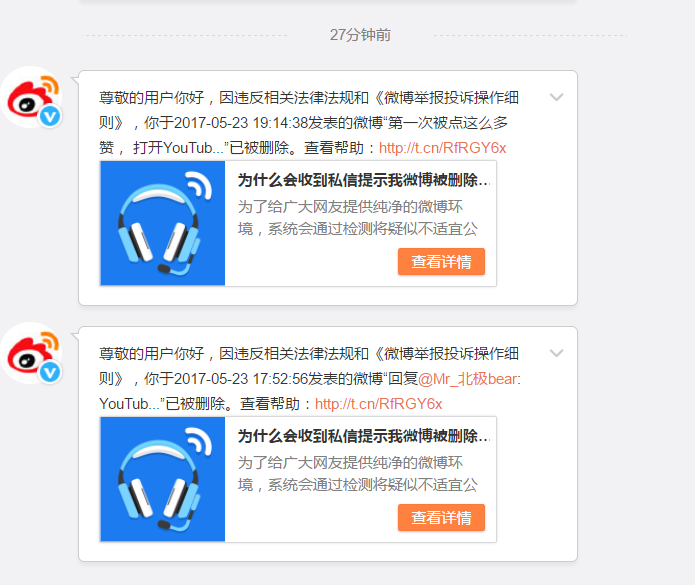 27分钟前
尊敬的用户你好，因违反相关法律法规和《微博举报投诉操作细
则》，你于2017-05-23 19:14:38发表的微博“第一次被点这么多
赞， 打开YouTub...”已被删除。查看帮助：http://t.cn/RfRGY6x
为什么会收到私信提示我微博被删除...
为了给广大网友提供纯净的微博环
境，系统会通过检测将疑似不适宜公
查看详情
尊敬的用户你好，因违反相关法律法规和《微博举报投诉操作细
则》，你于2017-05-23 17:52:56发表的微博“回复@Mr_北极bear:
YouTub...”已被删除。查看帮助：http://t.cn/RfRGY6x
为什么会收到私信提示我微博被删除...
为了给广大网友提供纯净的微博环
境，系统会通过检测将疑似不适宜公
查看详情